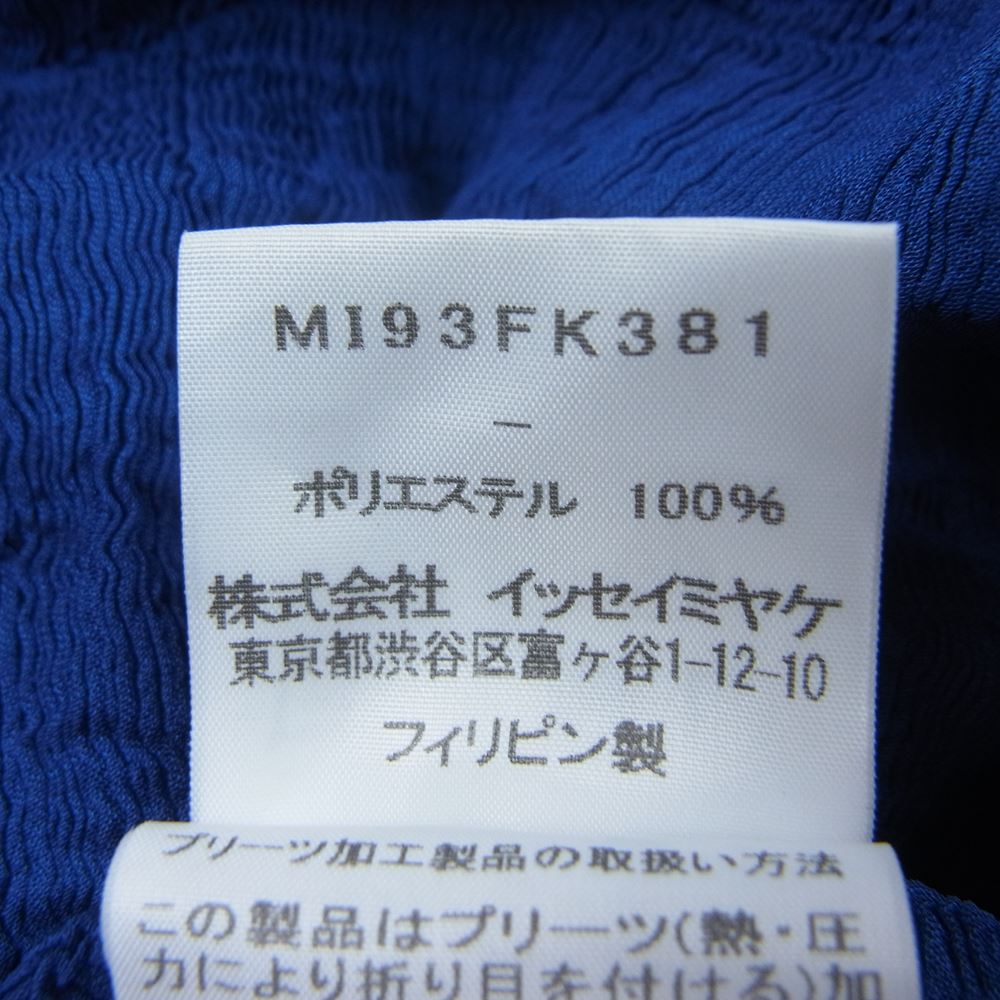 MI93FK381
-
ポリエステル 100%
株式会社 イッセイミヤケ
東京都渋谷区富ヶ谷1-12-10
フィリピン製
プリーツ加工製品の取扱い方法
この製品はプリーツ(熱・圧
力により折り目を付ける)加